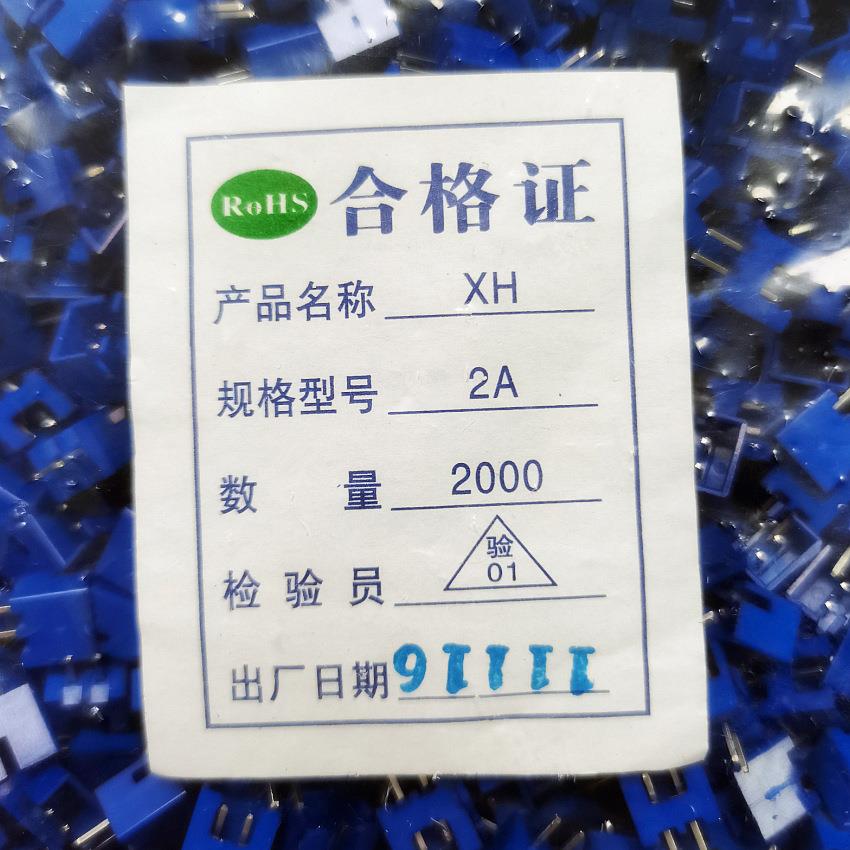 RoHS 合格证
产品名称 XH
规格型号 2A
数量 2000
验
检验员 01
出厂日期